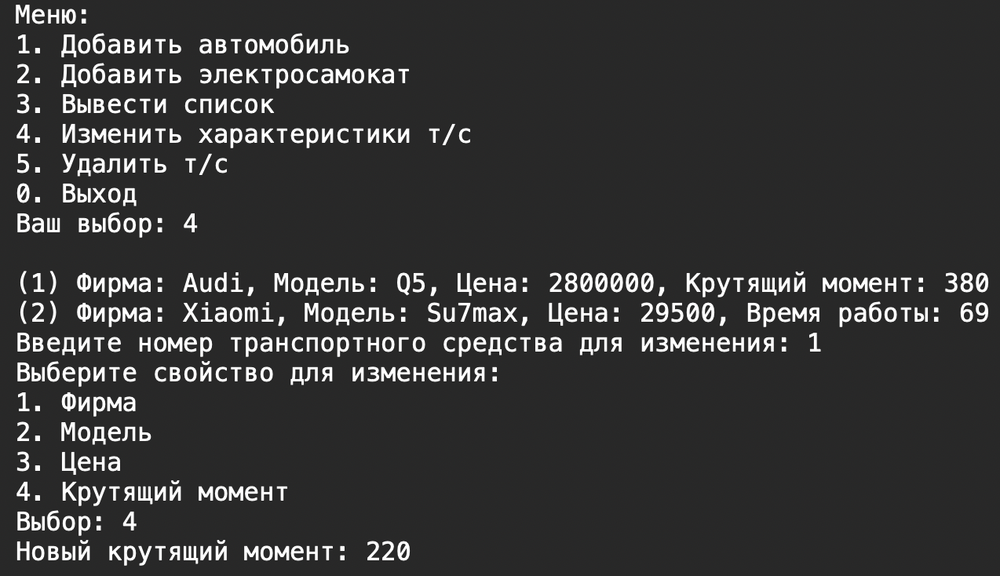 Меню:
1. Добавить автомобиль
2. Добавить электросамокат
3. Вывести список
4. Изменить характеристики т/с
5. Удалить т/с
0. Выход
Ваш выбор: 4
(1) Фирма: Audi, Модель: Q5, Цена: 2800000, Крутящий момент: 380
(2) Фирма: Xiaomi, Модель: Su7max, Цена: 29500, Время работы: 69
Введите номер транспортного средства для изменения: 1
Выберите свойство для изменения:
1. Фирма
2. Модель
3. Цена
4. Крутящий момент
Выбор: 4
Новый крутящий момент: 220